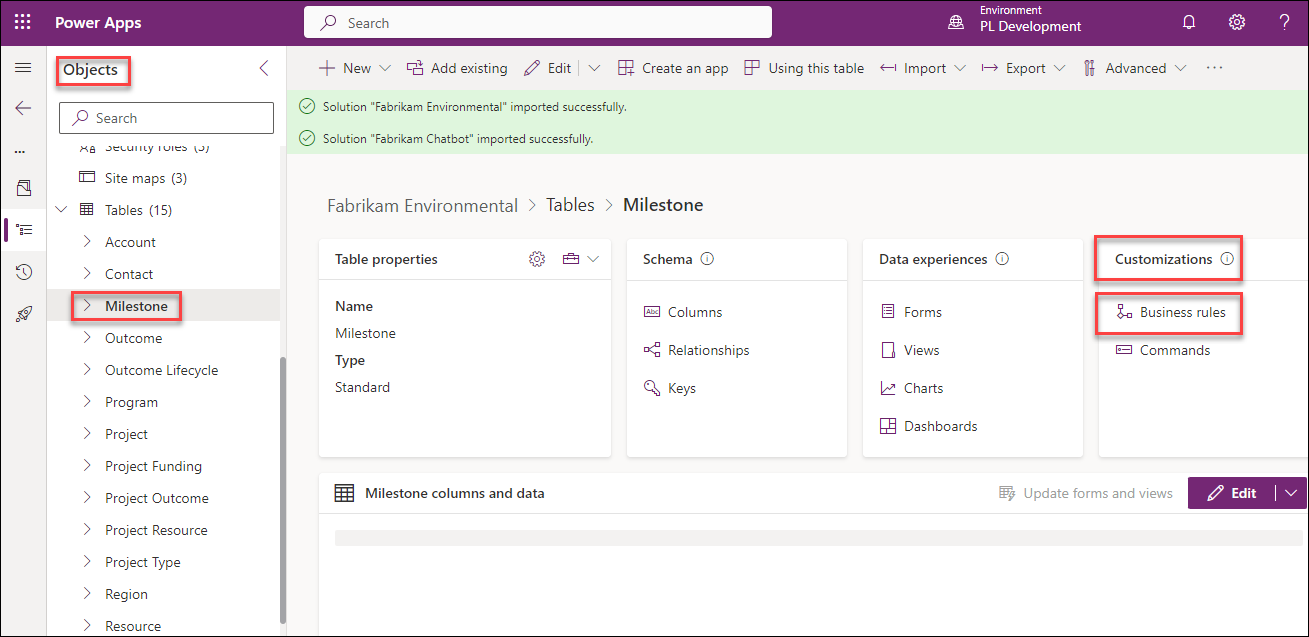 Power Apps
Search
Environment
PL Development
Objects
Search
Security roles (3)
Site maps (3)
Tables (15)
Account
Contact
Milestone
Outcome
Outcome Lifecycle
Program
Project
Project Funding
Project Outcome
Project Resource
Project Type
Region
Resource
New
Add existing
Edit
Create an app
Using this table
Import
Export
Advanced
Solution "Fabrikam Environmental" imported successfully.
Solution "Fabrikam Chatbot" imported successfully.
Fabrikam Environmental > Tables > Milestone
Table properties
Name
Milestone
Type
Standard
Schema
Abc Columns
Relationships
Keys
Data experiences
Forms
Views
Charts
Dashboards
Customizations
Business rules
Commands
Milestone columns and data
Update forms and views
Edit